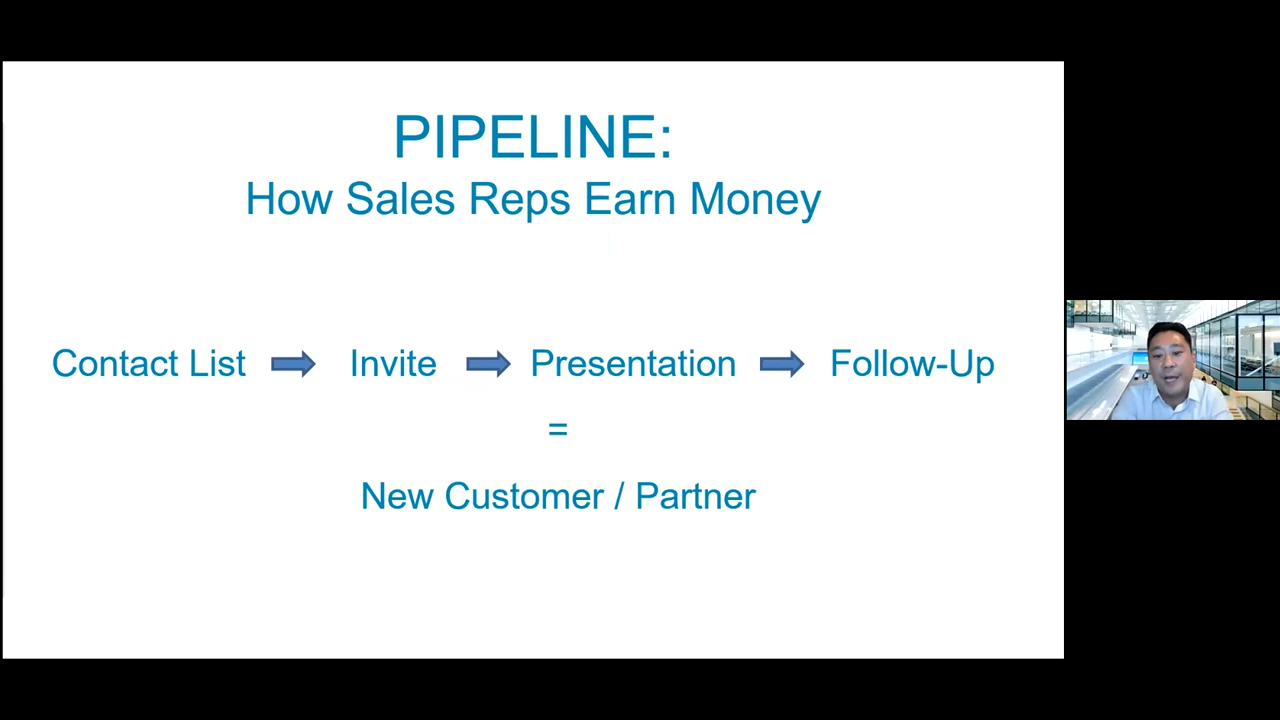 PIPELINE:
How Sales Reps Earn Money
Contact List Invite Presentation Follow-Up
=
New Customer / Partner